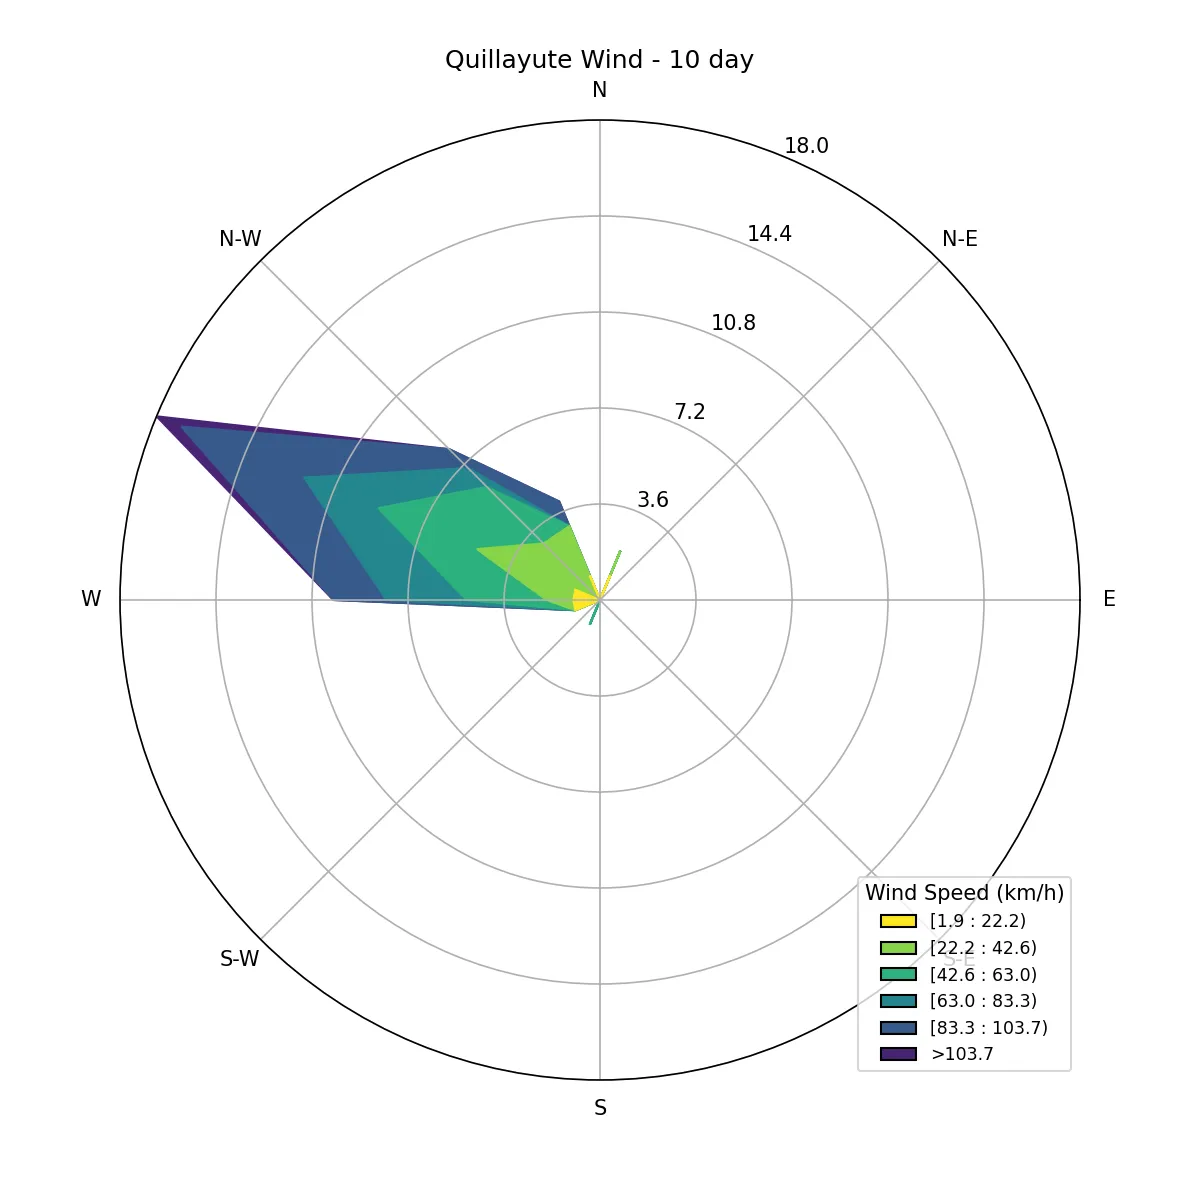 Quillayute Wind - 10 day
N
18.0
14.4
N-W
N-E
10.8
7.2
3.6
W
E
S-W
S-E
S
Wind Speed (km/h)
[1.9 : 22.2)
[22.2 : 42.6)
[42.6 : 63.0)
[63.0 : 83.3)
[83.3 : 103.7)
>103.7